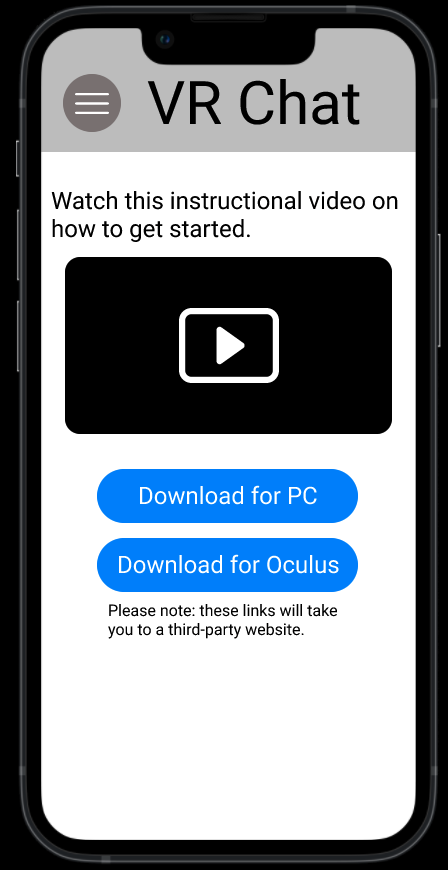 VR Chat
Watch this instructional video on
how to get started.
Download for PC
Download for Oculus
Please note: these links will take
you to a third-party website.